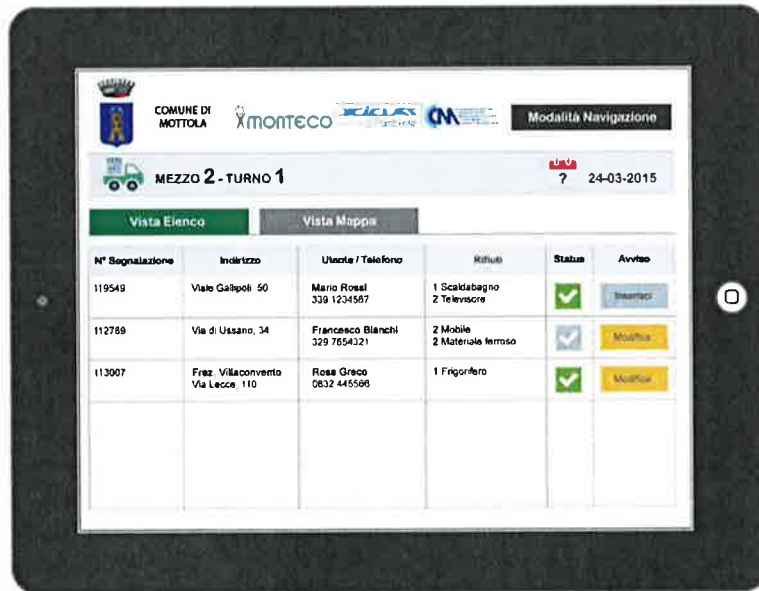 COMUNE DI
MOTTOLA
monteco
CNM
Modalità Navigazione
MEZZO 2 - TURNO 1
? 24-03-2015
Vista Elenco
Vista Mappa
N° Segnalazione Indirizzo Utente / Telefono Rifiuti Status Avviso
119549 Viale Gallipoli 50 Mario Rossi 1 Scaldabagno Inserisci
339 1234567 2 Televisore
112789 Via di Ussano, 34 Francesco Bianchi 2 Mobile Modifica
329 7654321 2 Materiale ferroso
113007 Fraz. Villaconvento Rosa Greco 1 Frigorifero Modifica
Via Lecce, 110 0832 445566